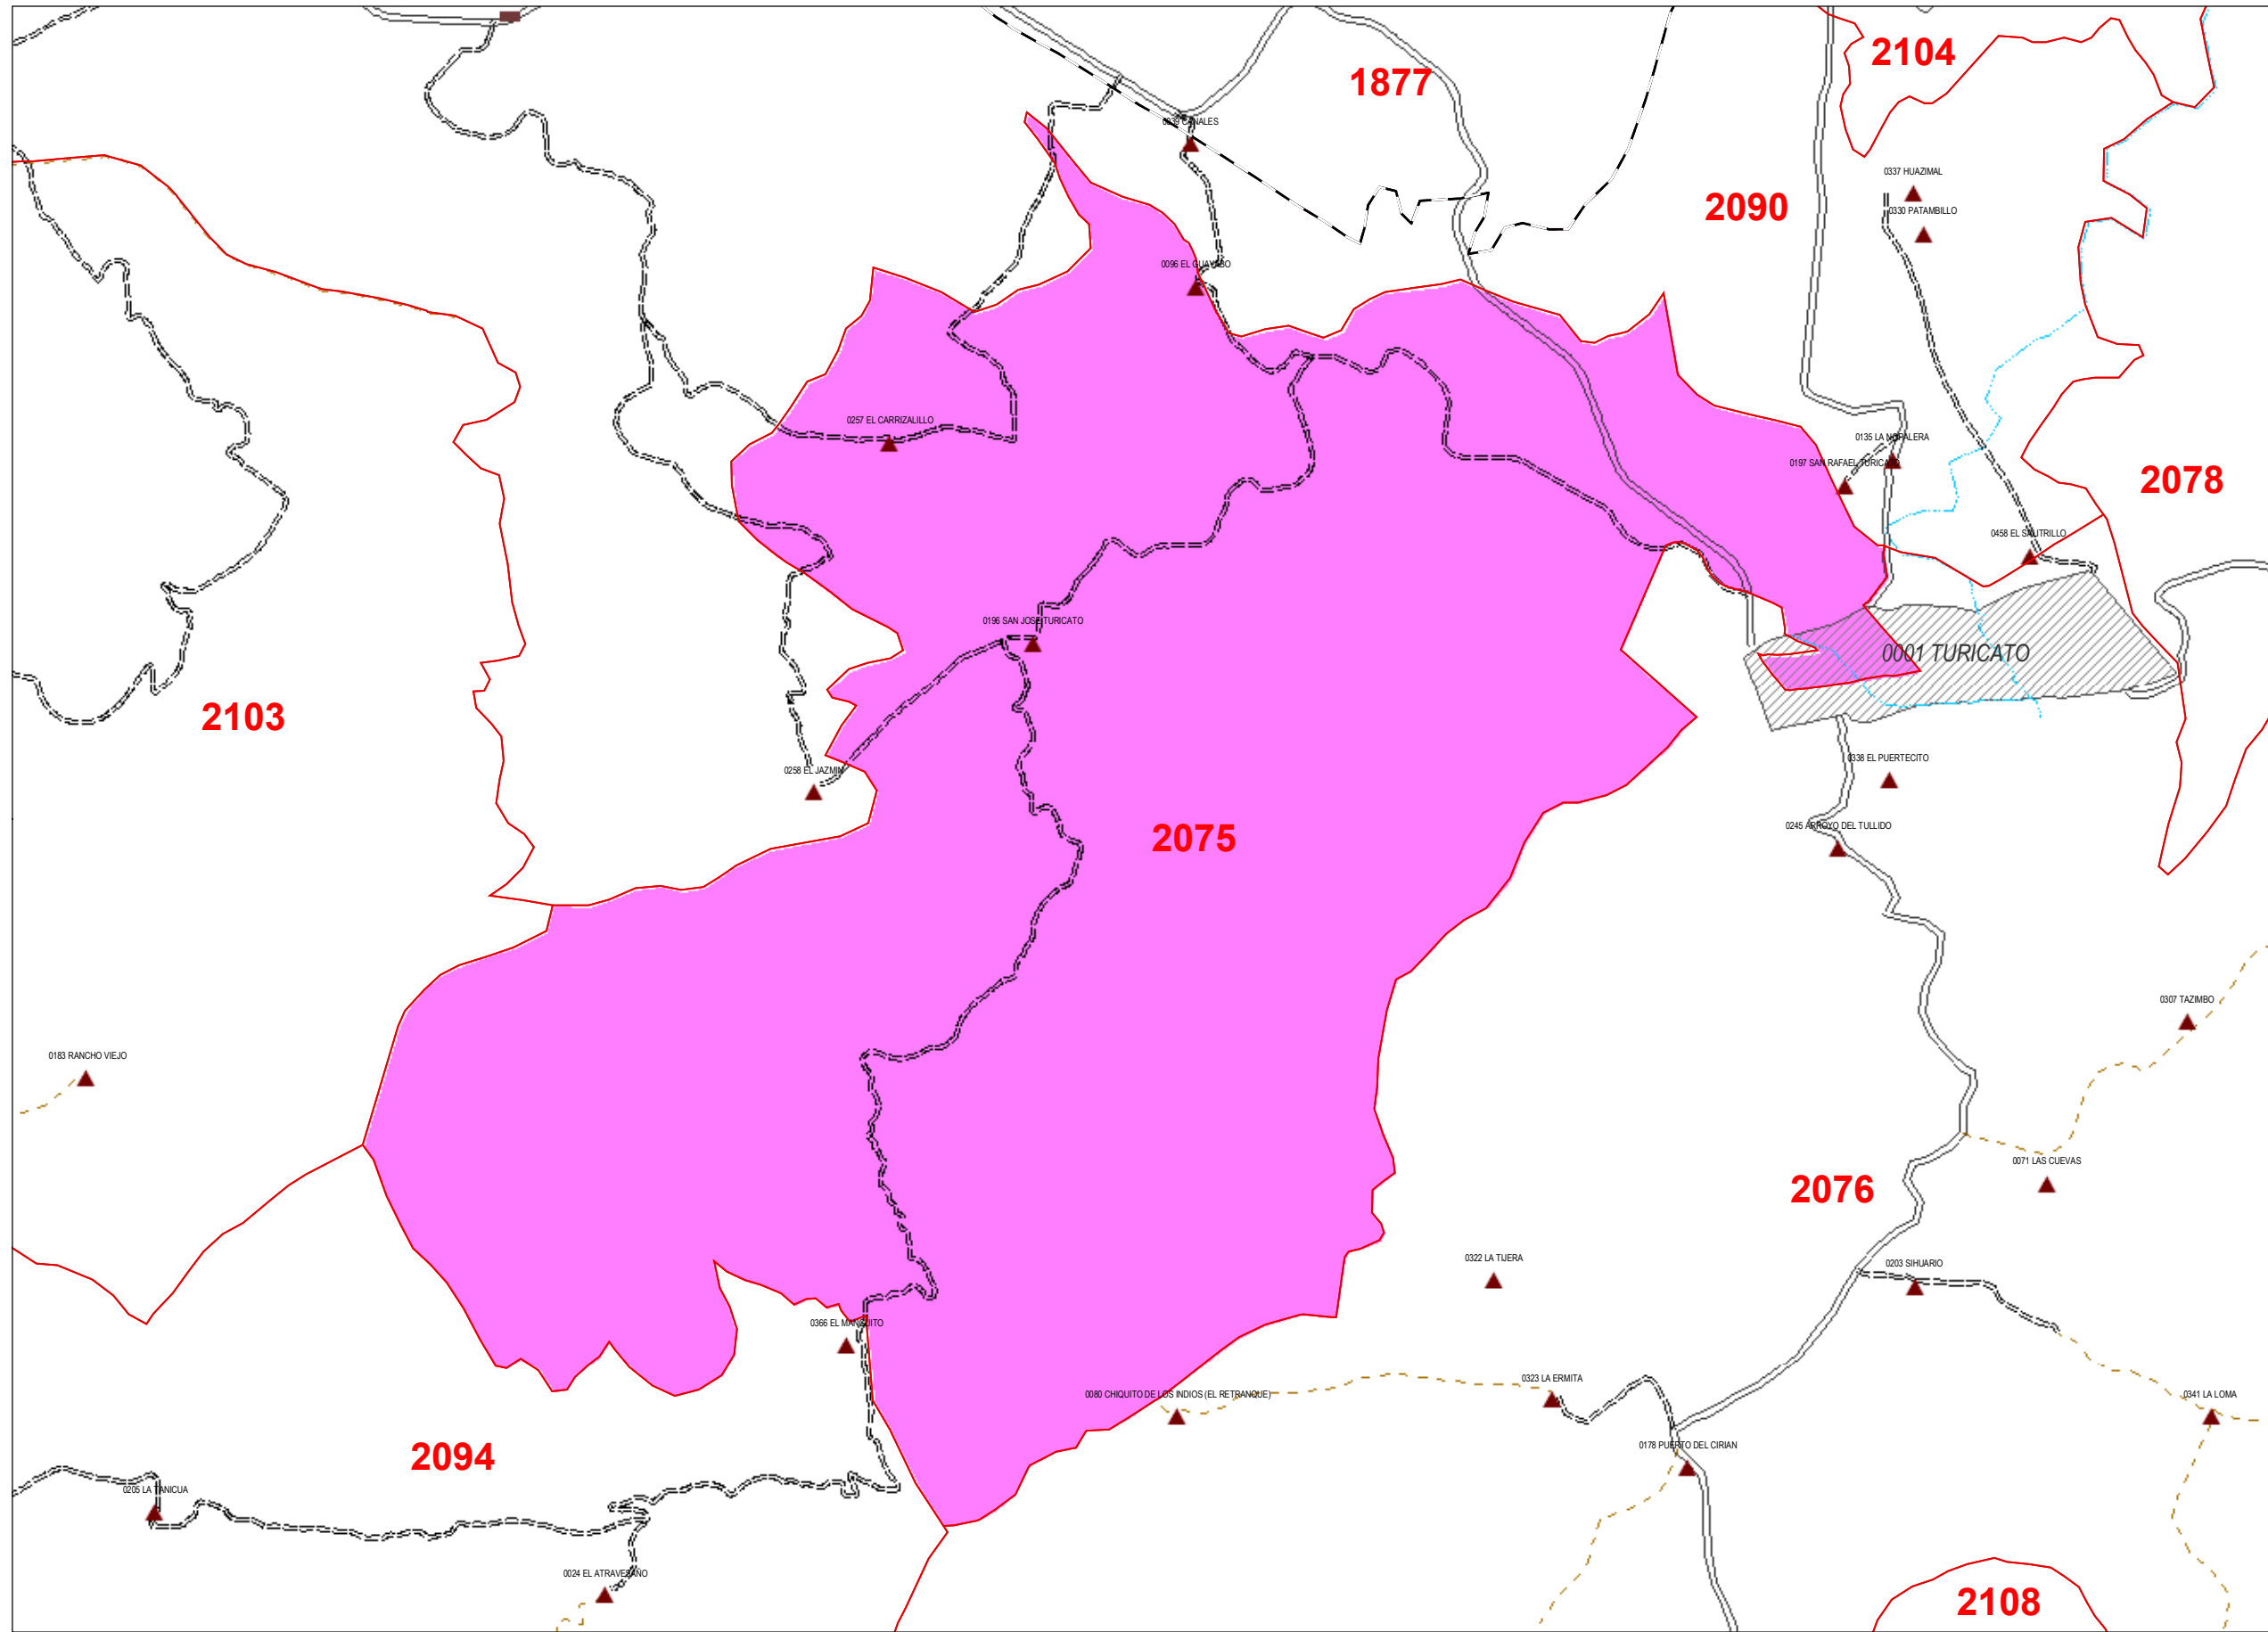 2104
1877
0039 CANALES
0337 HUAZIMAL
2090
0330 PATAMBILLO
0096 EL GUAYABO
0257 EL CARRIZALILLO
0135 LA NOPALERA
0197 SAN RAFAEL TURICATO
2078
0458 EL SALITRILLO
0196 SAN JOSE TURICATO
0001 TURICATO
2103
0258 EL JAZMIN
0338 EL PUERTECITO
0245 ARROYO DEL TULLIDO
2075
0307 TAZIMBO
0183 RANCHO VIEJO
0071 LAS CUEVAS
2076
0322 LA TIJERA
0203 SIHUARIO
0366 EL MANGUITO
0323 LA ERMITA
0080 CHIQUITO DE LOS INDIOS (EL RETRANQUE)
0341 LA LOMA
0178 PUERTO DEL CIRIAN
2094
0205 LA TANICUA
0024 EL ATRAVESAÑO
2108